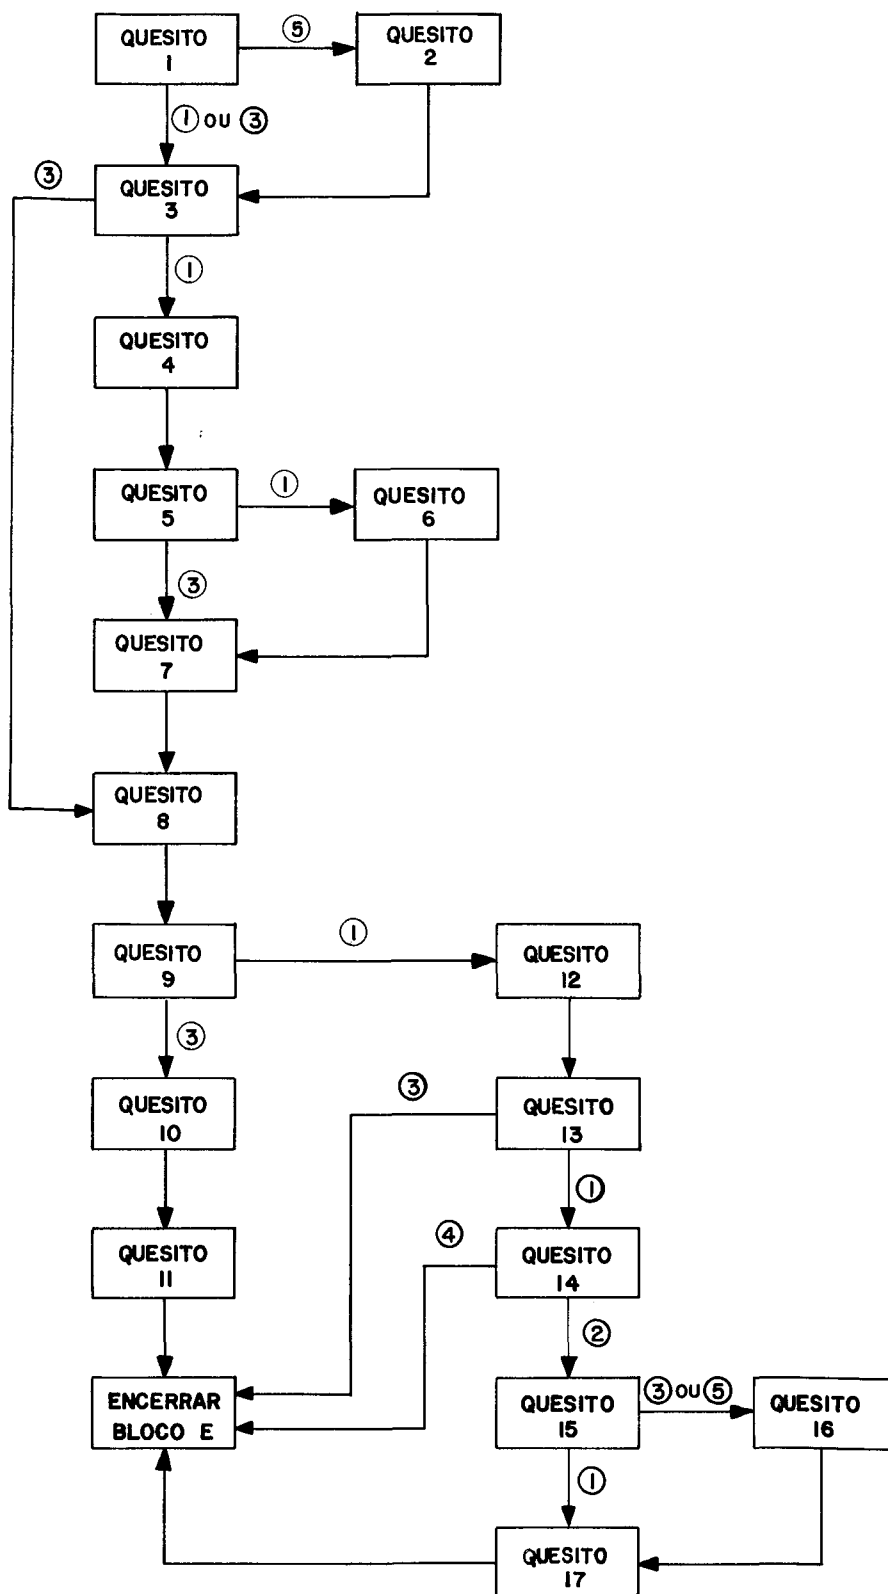 QUESITO
1
⑤
QUESITO
2
① OU ③
③
QUESITO
3
①
QUESITO
4
QUESITO
5
①
QUESITO
6
③
QUESITO
7
QUESITO
8
QUESITO
9
①
QUESITO
12
③
QUESITO
10
③
QUESITO
13
①
QUESITO
11
④
QUESITO
14
②
ENCERRAR
BLOCO E
QUESITO
15
③ OU ⑤
QUESITO
16
①
QUESITO
17